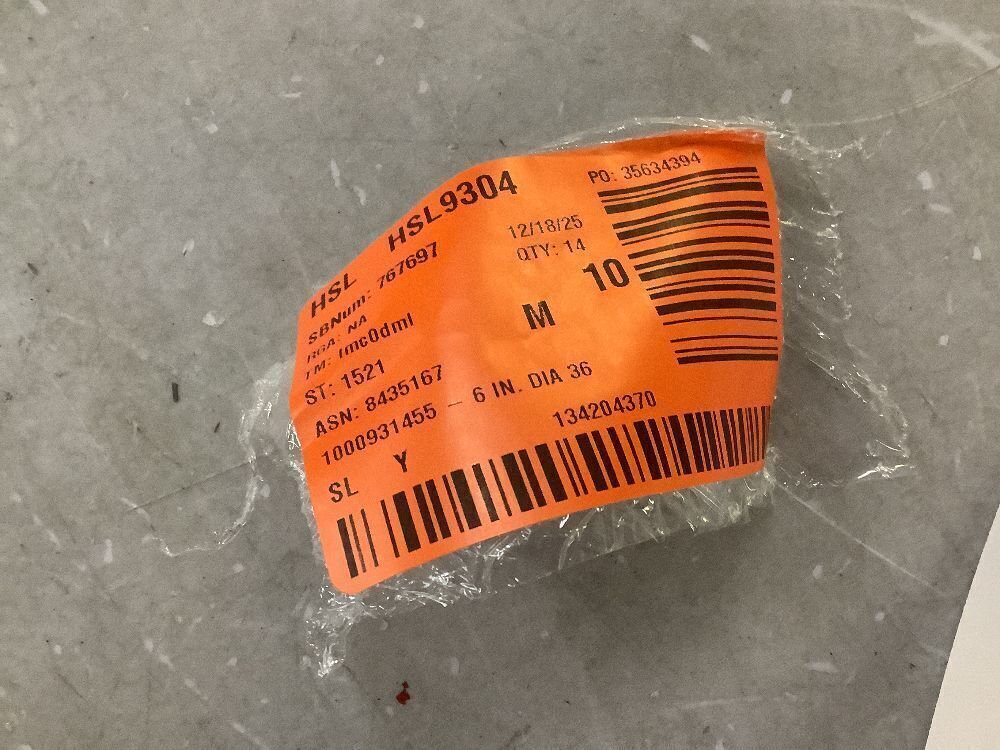 HSL HSL9304
SBNum: 767697
RGA: NA
TM: lmc0dml
ST: 1521
ASN: 8435167
1000931455 - 6 IN. DIA 36
SL Y
134204370
12/18/25
QTY: 14
M 10
PO: 35634394